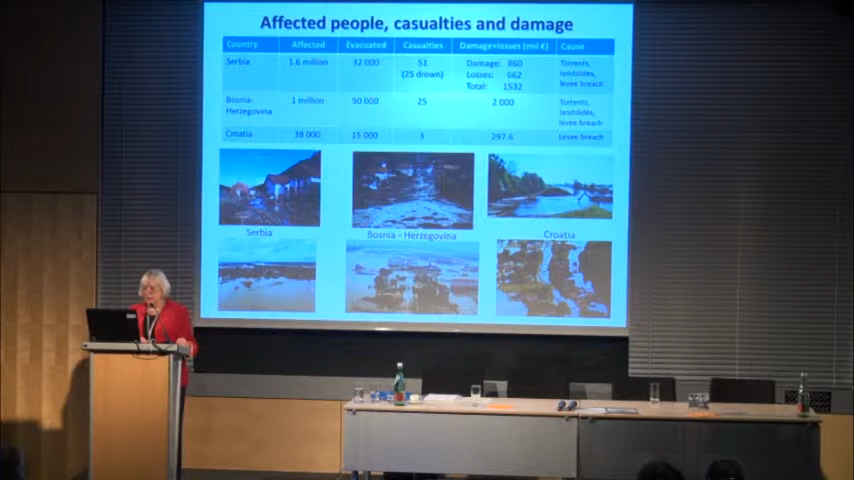 Affected people, casualties and damage
Country Affected Evacuated Casualties Damage+losses (mil €) Cause
Serbia 1.6 million 32 000 51 Damage: 860 Torrents,
(25 drown) Losses: 662 landslides,
Total: 1532 levee breach
Bosnia- 1 million 90 000 25 2 000 Torrents,
Herzegovina landslides,
levee breach
Croatia 38 000 15 000 3 297.6 Levee breach
Serbia Bosnia - Herzegovina Croatia